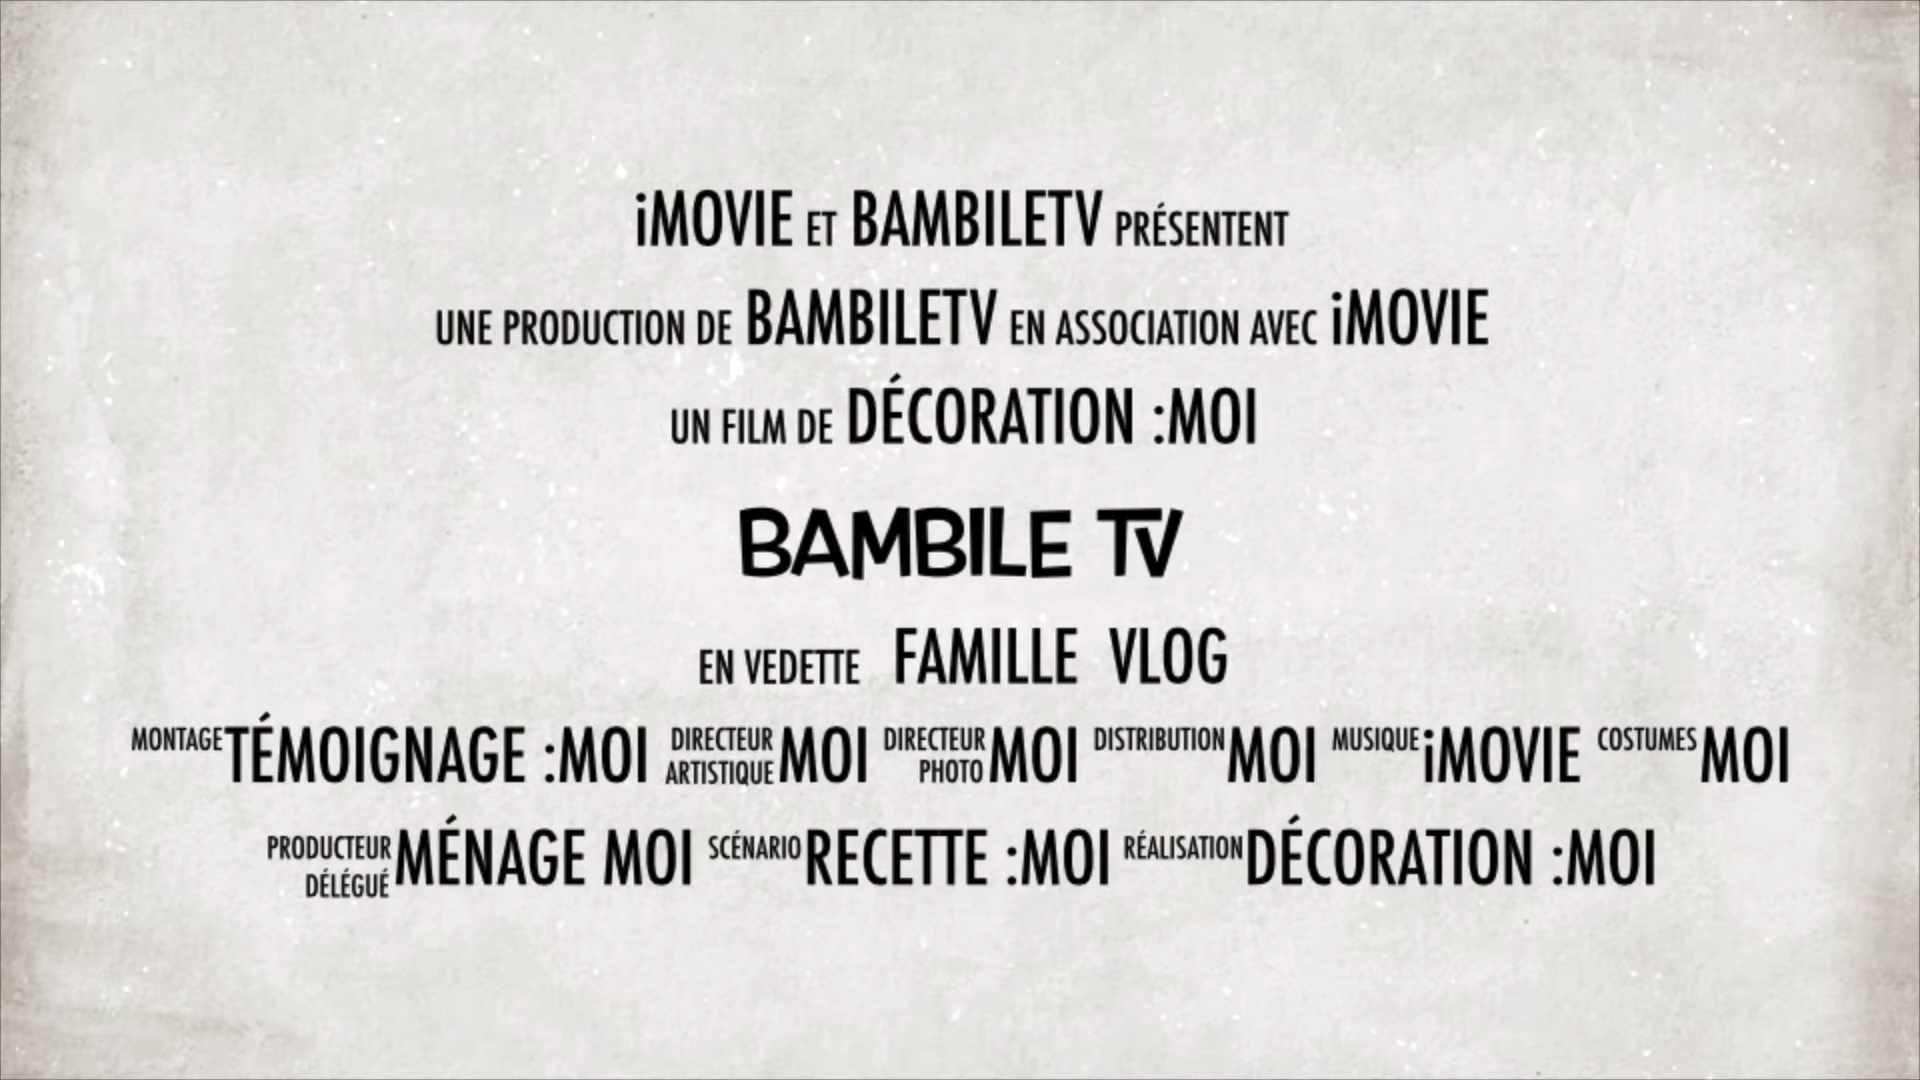 iMOVIE ET BAMBILETV PRÉSENTENT
UNE PRODUCTION DE BAMBILETV EN ASSOCIATION AVEC iMOVIE
UN FILM DE DÉCORATION :MOI
BAMBILE TV
EN VEDETTE FAMILLE VLOG
MONTAGE TÉMOIGNAGE :MOI DIRECTEUR ARTISTIQUE MOI DIRECTEUR PHOTO MOI DISTRIBUTION MOI MUSIQUE iMOVIE COSTUMES MOI
PRODUCTEUR DÉLÉGUÉ MÉNAGE MOI SCÉNARIO RECETTE :MOI RÉALISATION DÉCORATION :MOI